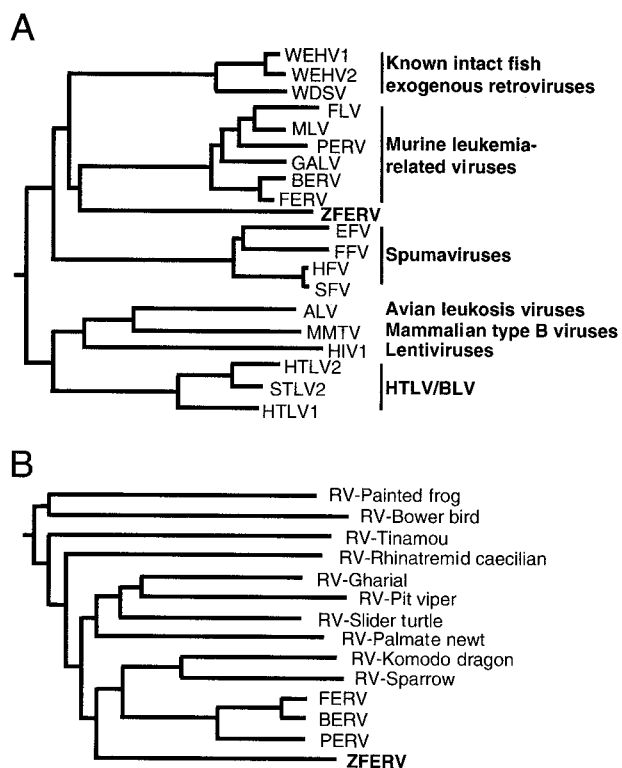 A
WEHV1
WEHV2
WDSV
Known intact fish
exogenous retroviruses
FLV
MLV
PERV
GALV
BERV
FERV
Murine leukemia-
related viruses
ZFERV
EFV
FFV
HFV
SFV
Spumaviruses
ALV
Avian leukosis viruses
MMTV
Mammalian type B viruses
HIV1
Lentiviruses
HTLV2
STLV2
HTLV1
HTLV/BLV
B
RV-Painted frog
RV-Bower bird
RV-Tinamou
RV-Rhinatremid caecilian
RV-Gharial
RV-Pit viper
RV-Slider turtle
RV-Palmate newt
RV-Komodo dragon
RV-Sparrow
FERV
BERV
PERV
ZFERV